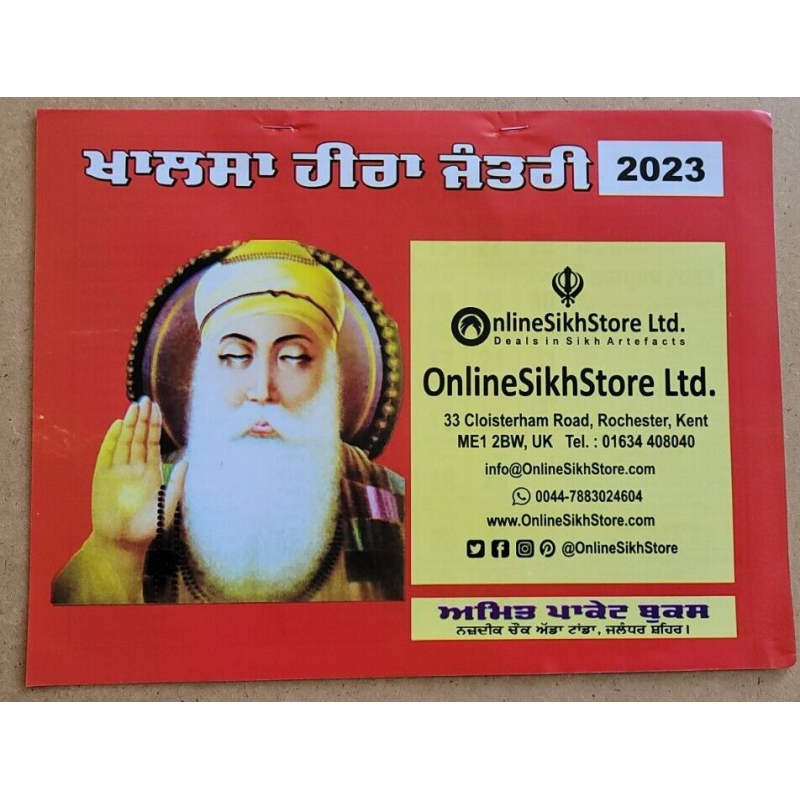 ਖਾਲਸਾ ਹੀਰਾ ਜੰਤਰੀ 2023
OnlineSikhStore Ltd.
Deals in Sikh Artefacts
OnlineSikhStore Ltd.
33 Cloisterham Road, Rochester, Kent
ME1 2BW, UK Tel. : 01634 408040
info@OnlineSikhStore.com
0044-7883024604
www.OnlineSikhStore.com
@OnlineSikhStore
ਅਮਿਤ ਪਾਕੇਟ ਬੁਕਸ
ਨਜ਼ਦੀਕ ਚੌਂਕ ਅੱਡਾ ਟਾਂਡਾ, ਜਲੰਧਰ ਸ਼ਹਿਰ।